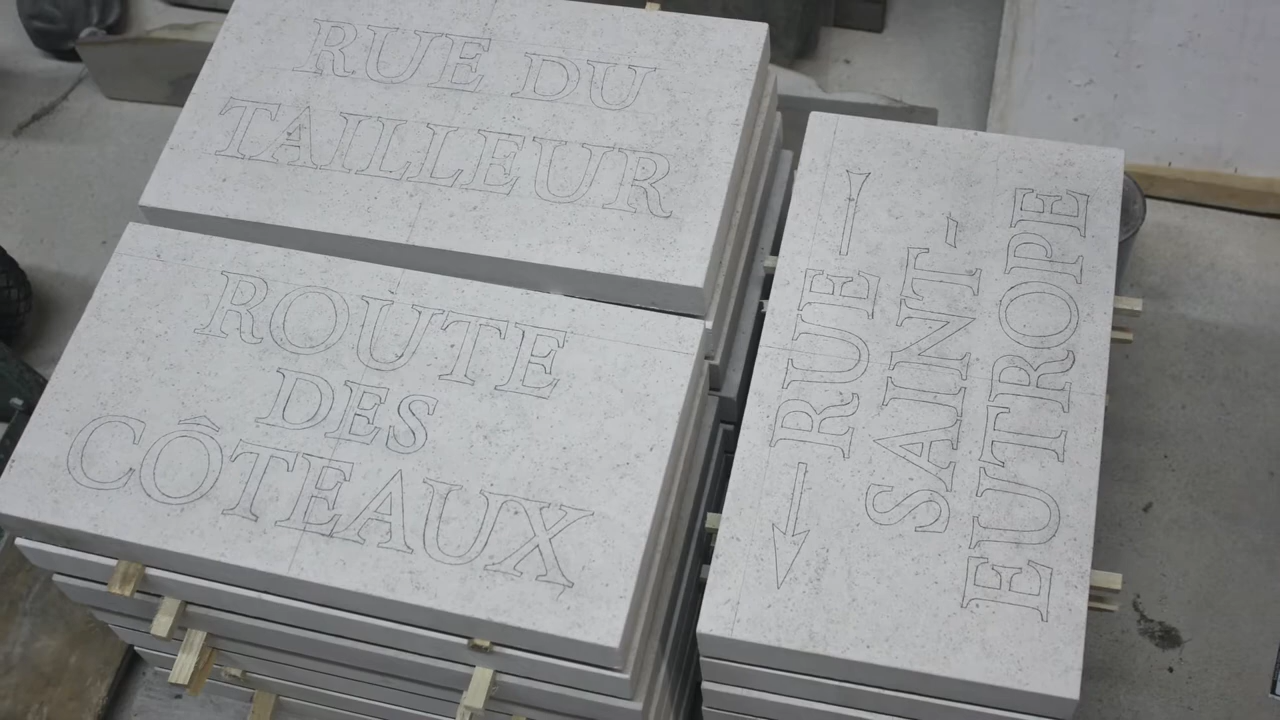 RUE DU
TAILLEUR
ROUTE
DES
CÔTEAUX
← RUE –
SAINT-
EUTROPE